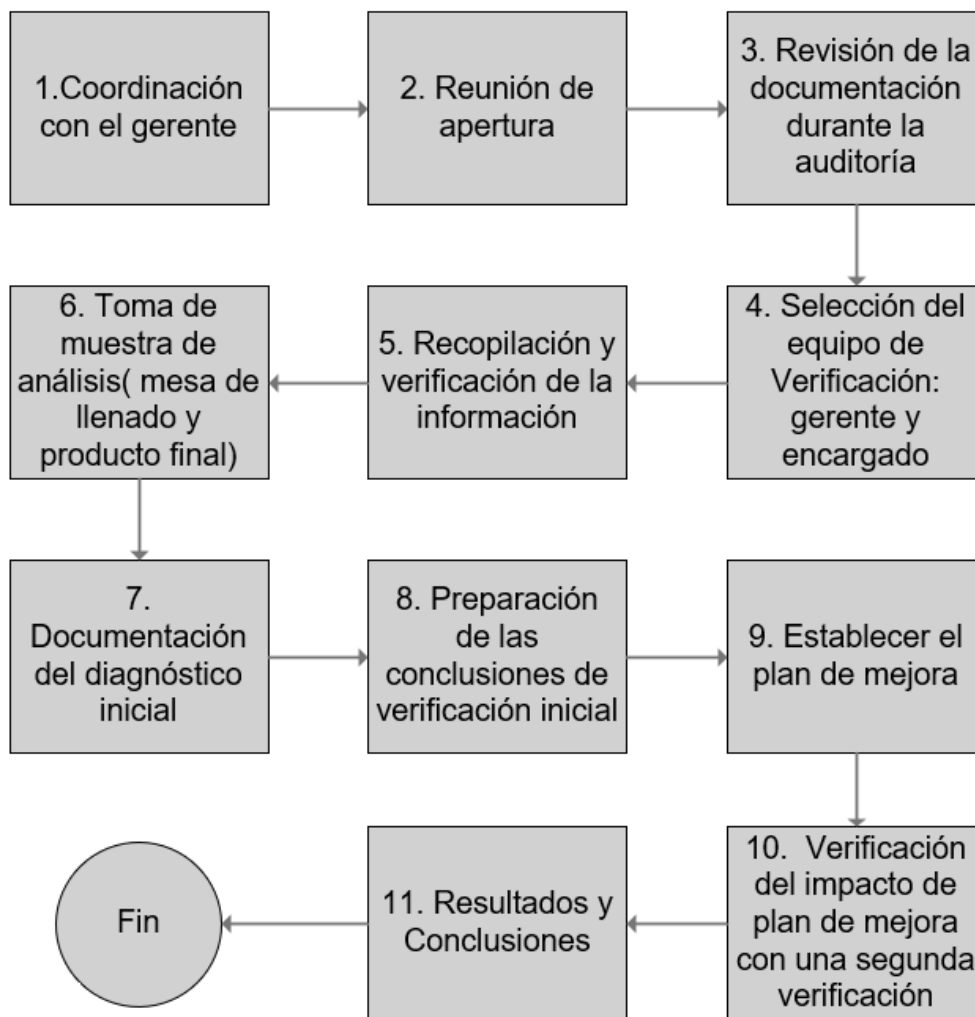 1.Coordinación
con el gerente
2. Reunión de
apertura
3. Revisión de la
documentación
durante la
auditoría
4. Selección del
equipo de
Verificación:
gerente y
encargado
5. Recopilación y
verificación de la
información
6. Toma de
muestra de
análisis( mesa de
llenado y
producto final)
7.
Documentación
del diagnóstico
inicial
8. Preparación
de las
conclusiones de
verificación inicial
9. Establecer el
plan de mejora
10. Verificación
del impacto de
plan de mejora
con una segunda
verificación
11. Resultados y
Conclusiones
Fin